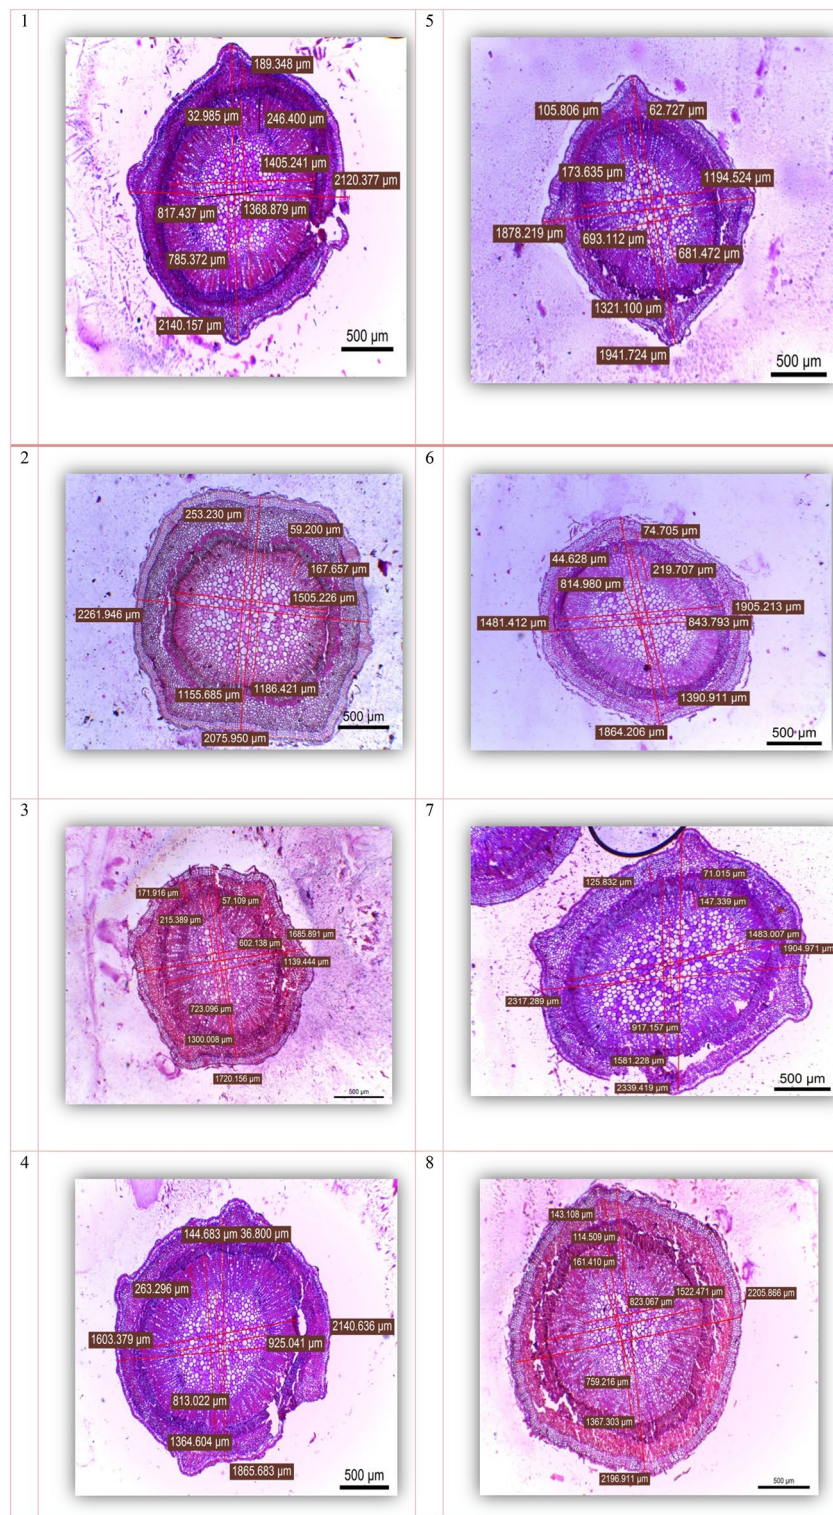 1
189.348 µm
32.985 µm
246.400 µm
1405.241 µm
2120.377 µm
817.437 µm
1368.879 µm
785.372 µm
2140.157 µm
500 µm
5
105.806 µm
62.727 µm
173.635 µm
1194.524 µm
1878.219 µm
693.112 µm
681.472 µm
1321.100 µm
1941.724 µm
500 µm
2
253.230 µm
59.200 µm
167.657 µm
1505.226 µm
2261.946 µm
1155.685 µm
1186.421 µm
500 µm
2075.950 µm
6
74.705 µm
44.628 µm
219.707 µm
814.980 µm
1905.213 µm
1481.412 µm
843.793 µm
1390.911 µm
1864.206 µm
500 µm
3
171.916 µm
57.109 µm
215.389 µm
1685.891 µm
602.138 µm
1139.444 µm
723.096 µm
1300.008 µm
1720.156 µm
500 µm
7
71.015 µm
125.832 µm
147.339 µm
1483.007 µm
1904.971 µm
2317.289 µm
917.157 µm
1581.228 µm
2339.419 µm
500 µm
4
144.683 µm
36.800 µm
263.296 µm
2140.636 µm
1603.379 µm
925.041 µm
813.022 µm
1364.604 µm
1865.683 µm
500 µm
8
143.108 µm
114.509 µm
161.410 µm
1522.471 µm
2205.866 µm
823.067 µm
759.216 µm
1367.303 µm
2196.911 µm
500 µm